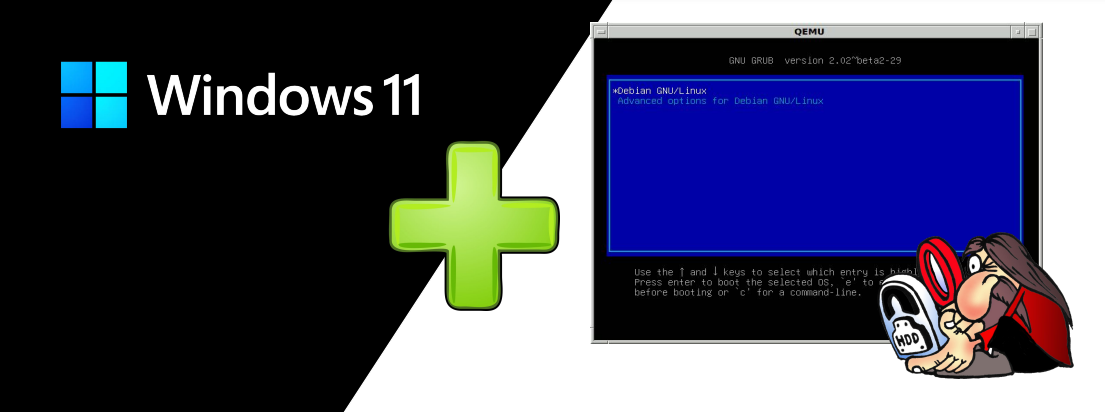 Windows 11
QEMU
GNU GRUB version 2.02~beta2-29
*Debian GNU/Linux
Advanced options for Debian GNU/Linux
Use the ↑ and ↓ keys to select which entry is highl
Press enter to boot the selected OS, `e' to e
before booting or `c' for a command-line.
HDD